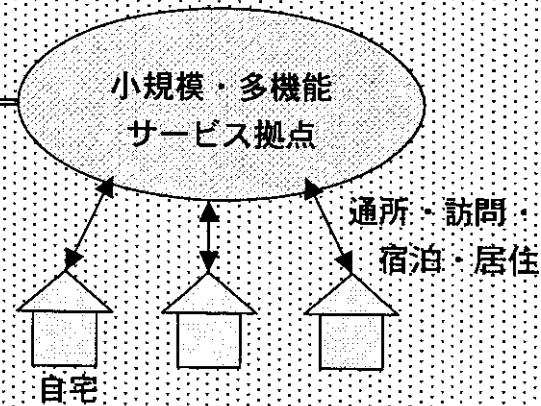 小規模・多機能
サービス拠点
通所・訪問・
宿泊・居住
自宅